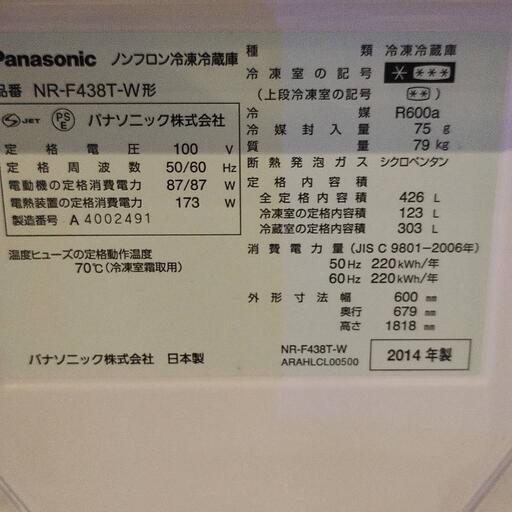 Panasonic ノンフロン冷凍冷蔵庫
品番 NR-F438T-W形
JET PSE パナソニック株式会社
定格電圧 100 V
定格周波数 50/60 Hz
電動機の定格消費電力 87/87 W
電熱装置の定格消費電力 173 W
製造番号 A 4002491
温度ヒューズの定格動作温度
70℃(冷凍室霜取用)
パナソニック株式会社 日本製
種類 冷凍冷蔵庫
冷凍室の記号 * ***
(上段冷凍室の記号 **)
冷媒 R600a
冷媒封入量 75 g
質量 79 kg
断熱発泡ガス シクロペンタン
定格内容積
全定格内容積 426 L
冷凍室の定格内容積 123 L
冷蔵室の定格内容積 303 L
消費電力量(JIS C 9801-2006年)
50Hz 220kWh/年
60Hz 220kWh/年
外形寸法幅 600 mm
奥行 679 mm
高さ 1818 mm
NR-F438T-W
ARAHLCL00500
2014年製